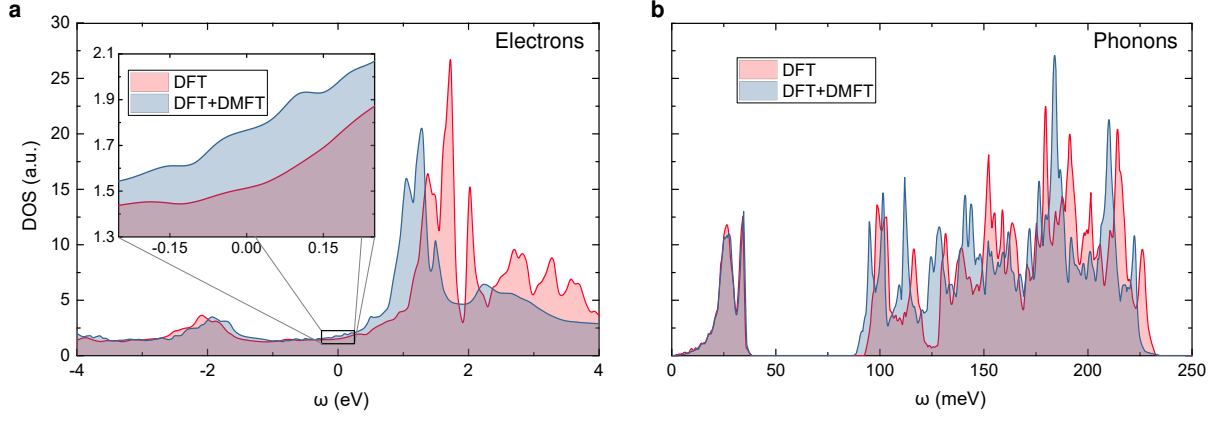 a
Electrons
DOS (a.u.)
30
25
20
15
10
5
0
-4
-2
0
2
4
ω (eV)
2.1
1.9
1.7
1.5
1.3
-0.15
0.00
0.15
DFT
DFT+DMFT
b
Phonons
DFT
DFT+DMFT
0
50
100
150
200
250
ω (meV)